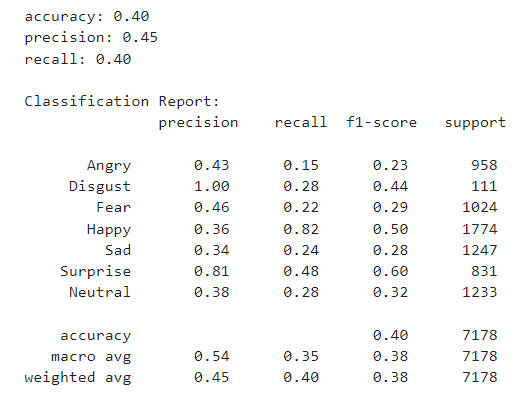 accuracy: 0.40
precision: 0.45
recall: 0.40
Classification Report:
precision recall f1-score support
Angry 0.43 0.15 0.23 958
Disgust 1.00 0.28 0.44 111
Fear 0.46 0.22 0.29 1024
Happy 0.36 0.82 0.50 1774
Sad 0.34 0.24 0.28 1247
Surprise 0.81 0.48 0.60 831
Neutral 0.38 0.28 0.32 1233
accuracy 0.40 7178
macro avg 0.54 0.35 0.38 7178
weighted avg 0.45 0.40 0.38 7178